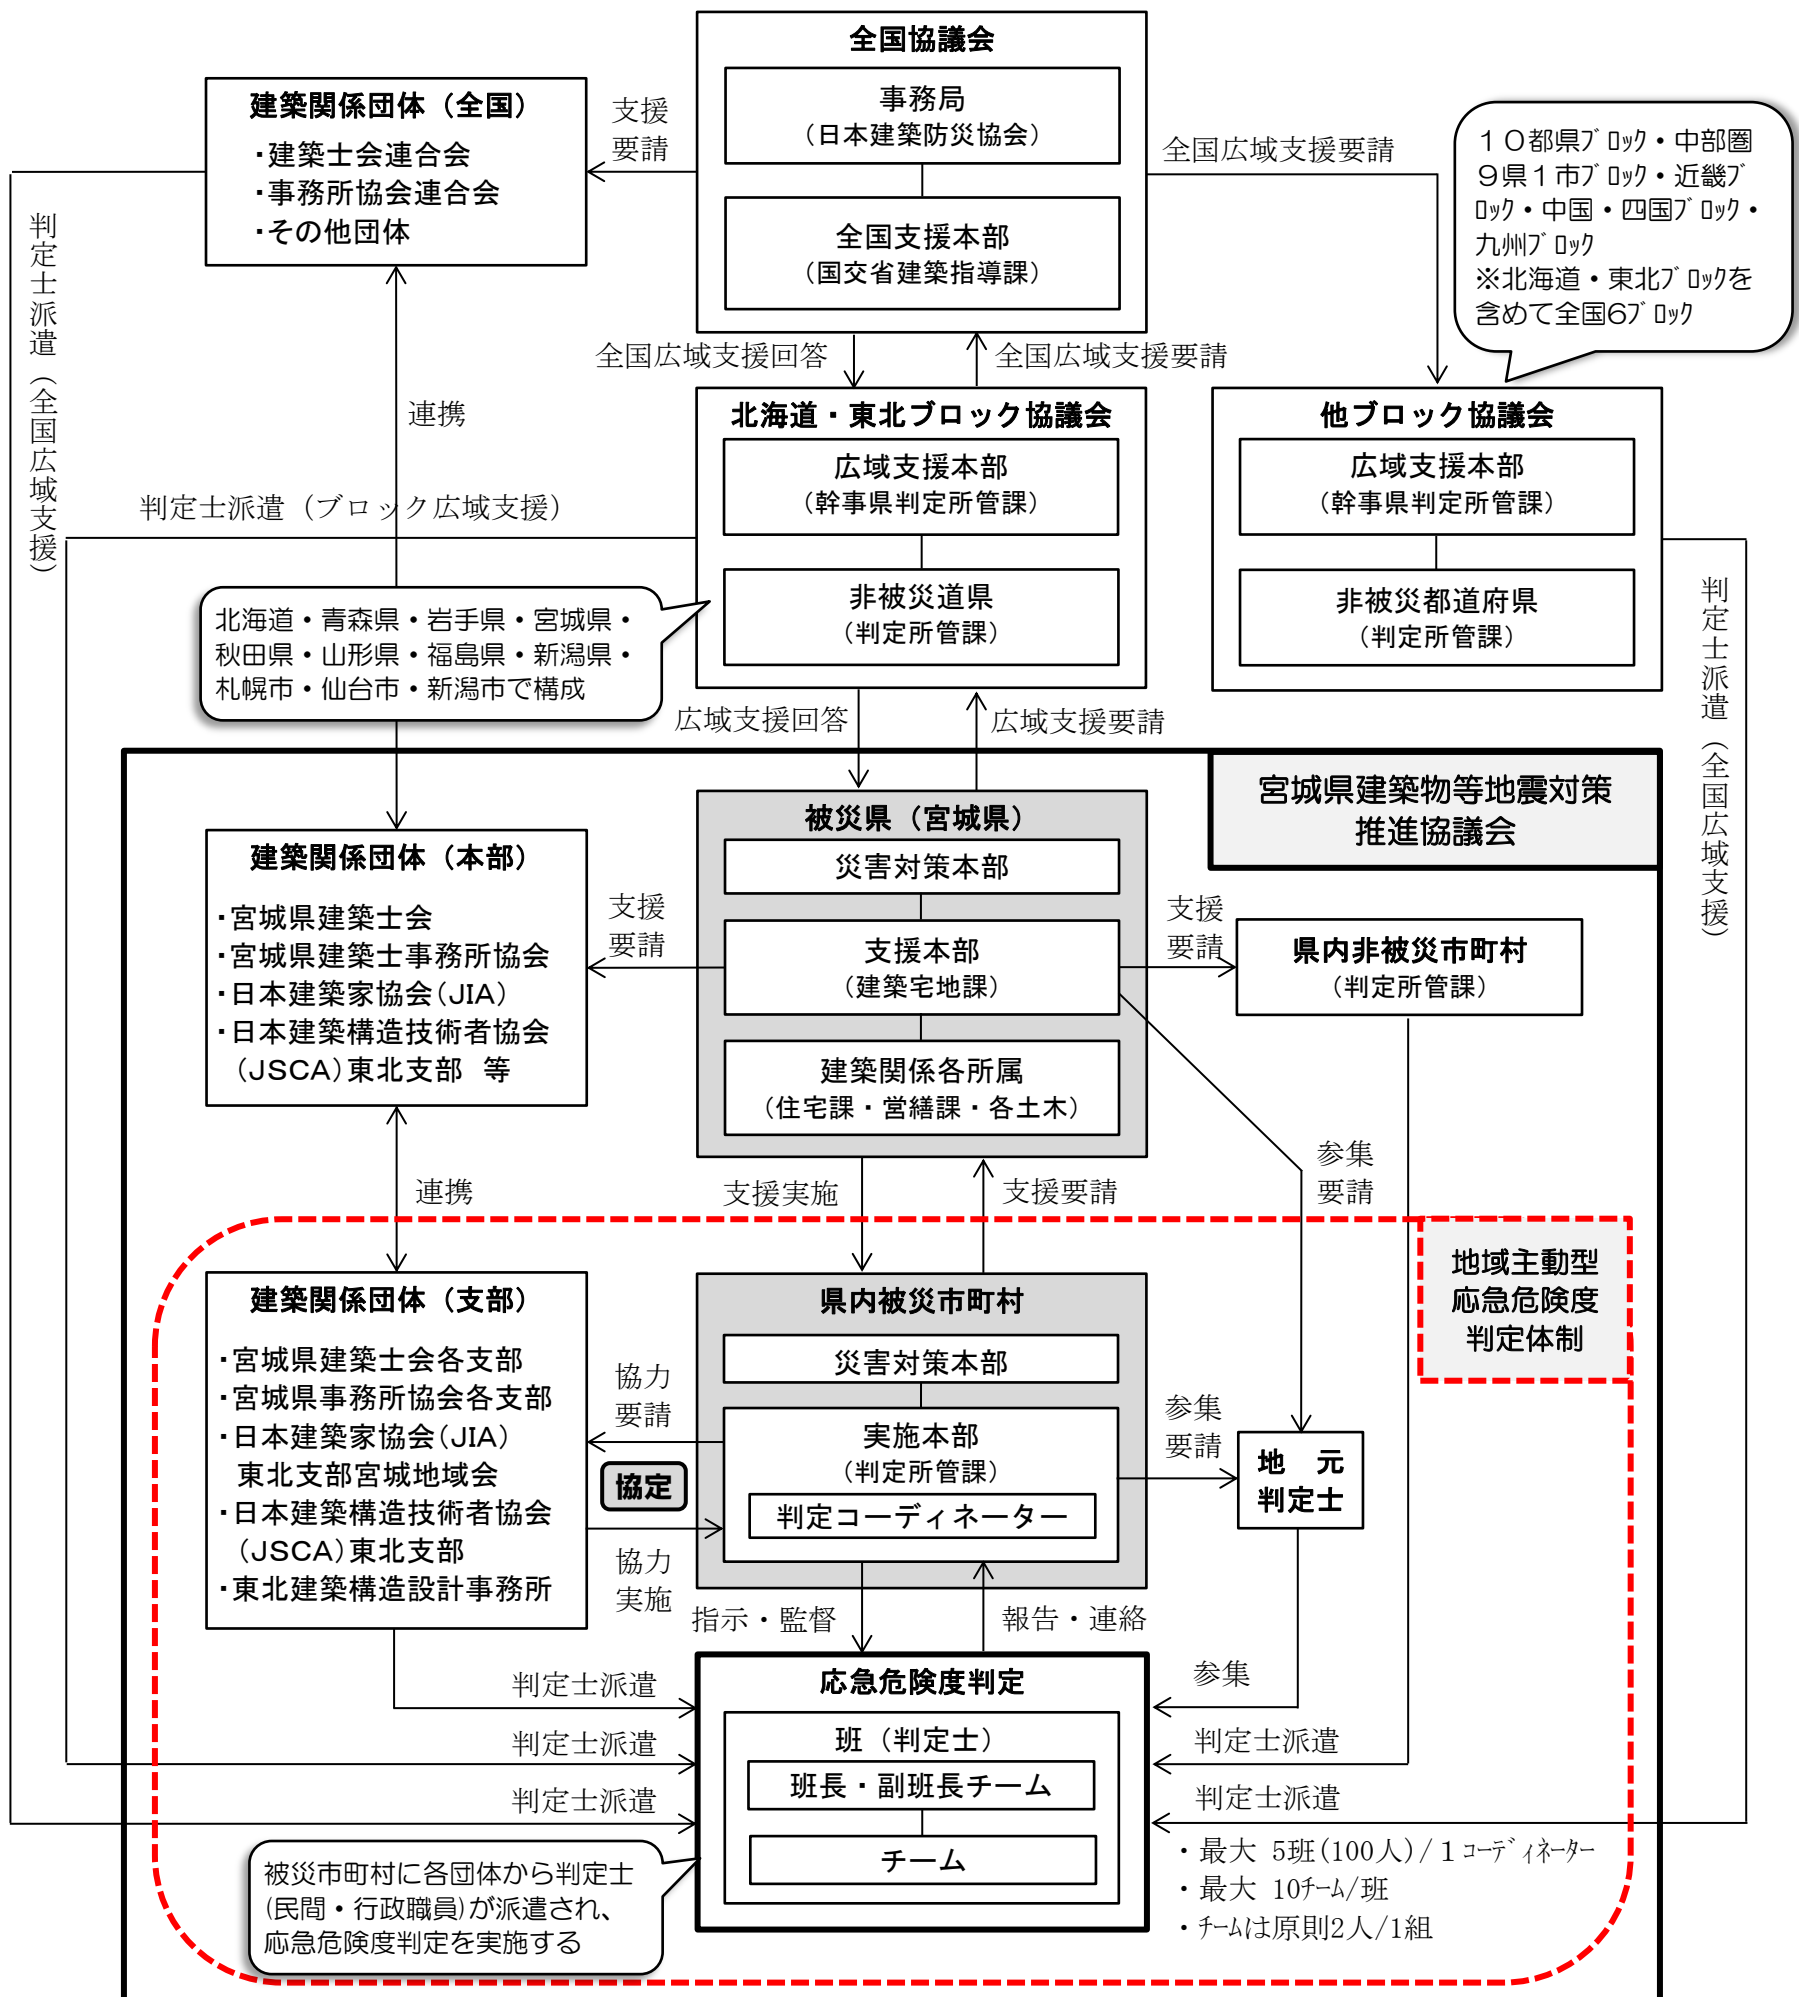 全国協議会
事務局
（日本建築防災協会）
全国支援本部
（国交省建築指導課）
建築関係団体（全国）
・建築士会連合会
・事務所協会連合会
・その他団体
支援
要請
全国広域支援要請
１０都県ﾌﾞﾛｯｸ・中部圏
９県１市ﾌﾞﾛｯｸ・近畿ﾌﾞ
ﾛｯｸ・中国・四国ﾌﾞﾛｯｸ・
九州ﾌﾞﾛｯｸ
※北海道・東北ﾌﾞﾛｯｸを
含めて全国6ﾌﾞﾛｯｸ
判定士派遣（全国広域支援）
全国広域支援回答
全国広域支援要請
連携
北海道・東北ブロック協議会
広域支援本部
（幹事県判定所管課）
非被災道県
（判定所管課）
他ブロック協議会
広域支援本部
（幹事県判定所管課）
非被災都道府県
（判定所管課）
判定士派遣（ブロック広域支援）
北海道・青森県・岩手県・宮城県・
秋田県・山形県・福島県・新潟県・
札幌市・仙台市・新潟市で構成
判定士派遣（全国広域支援）
広域支援回答
広域支援要請
宮城県建築物等地震対策
推進協議会
被災県（宮城県）
災害対策本部
支援本部
（建築宅地課）
建築関係各所属
（住宅課・営繕課・各土木）
建築関係団体（本部）
・宮城県建築士会
・宮城県建築士事務所協会
・日本建築家協会（JIA）
・日本建築構造技術者協会
（JSCA）東北支部　等
支援
要請
支援
要請
県内非被災市町村
（判定所管課）
参集
要請
連携
支援実施
支援要請
地域主動型
応急危険度
判定体制
建築関係団体（支部）
・宮城県建築士会各支部
・宮城県事務所協会各支部
・日本建築家協会（JIA）
東北支部宮城地域会
・日本建築構造技術者協会
（JSCA）東北支部
・東北建築構造設計事務所
協力
要請
協定
協力
実施
県内被災市町村
災害対策本部
実施本部
（判定所管課）
判定コーディネーター
参集
要請
地　元
判定士
指示・監督
報告・連絡
応急危険度判定
班（判定士）
班長・副班長チーム
チーム
判定士派遣
判定士派遣
判定士派遣
参集
判定士派遣
判定士派遣
被災市町村に各団体から判定士
(民間・行政職員)が派遣され、
応急危険度判定を実施する
・最大 5班(100人)/１ｺｰﾃﾞｨﾈｰﾀｰ
・最大 10ﾁｰﾑ/班
・ﾁｰﾑは原則2人/1組